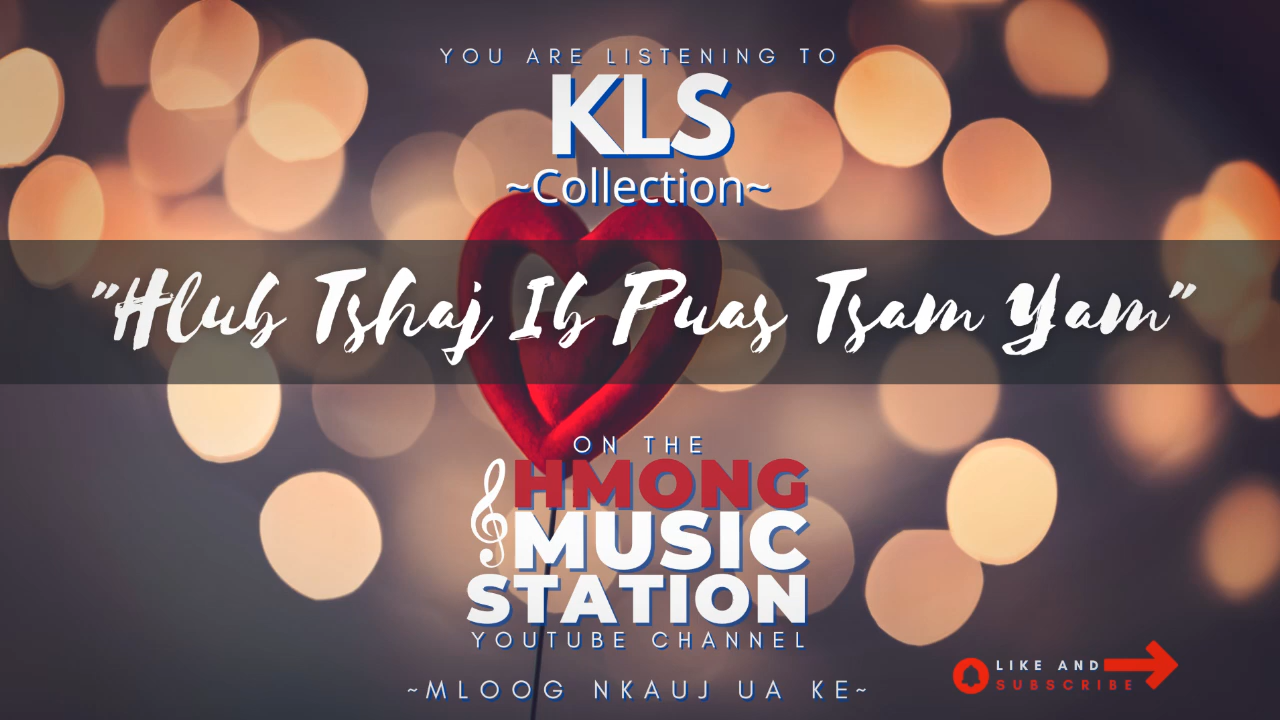 YOU ARE LISTENING TO
KLS
~Collection~
"Hlub Tshaj Ib Puas Tsam Yam"
ON THE
HMONG
MUSIC
STATION
YOUTUBE CHANNEL
~MLOOG NKAUJ UA KE~
LIKE AND
SUBSCRIBE